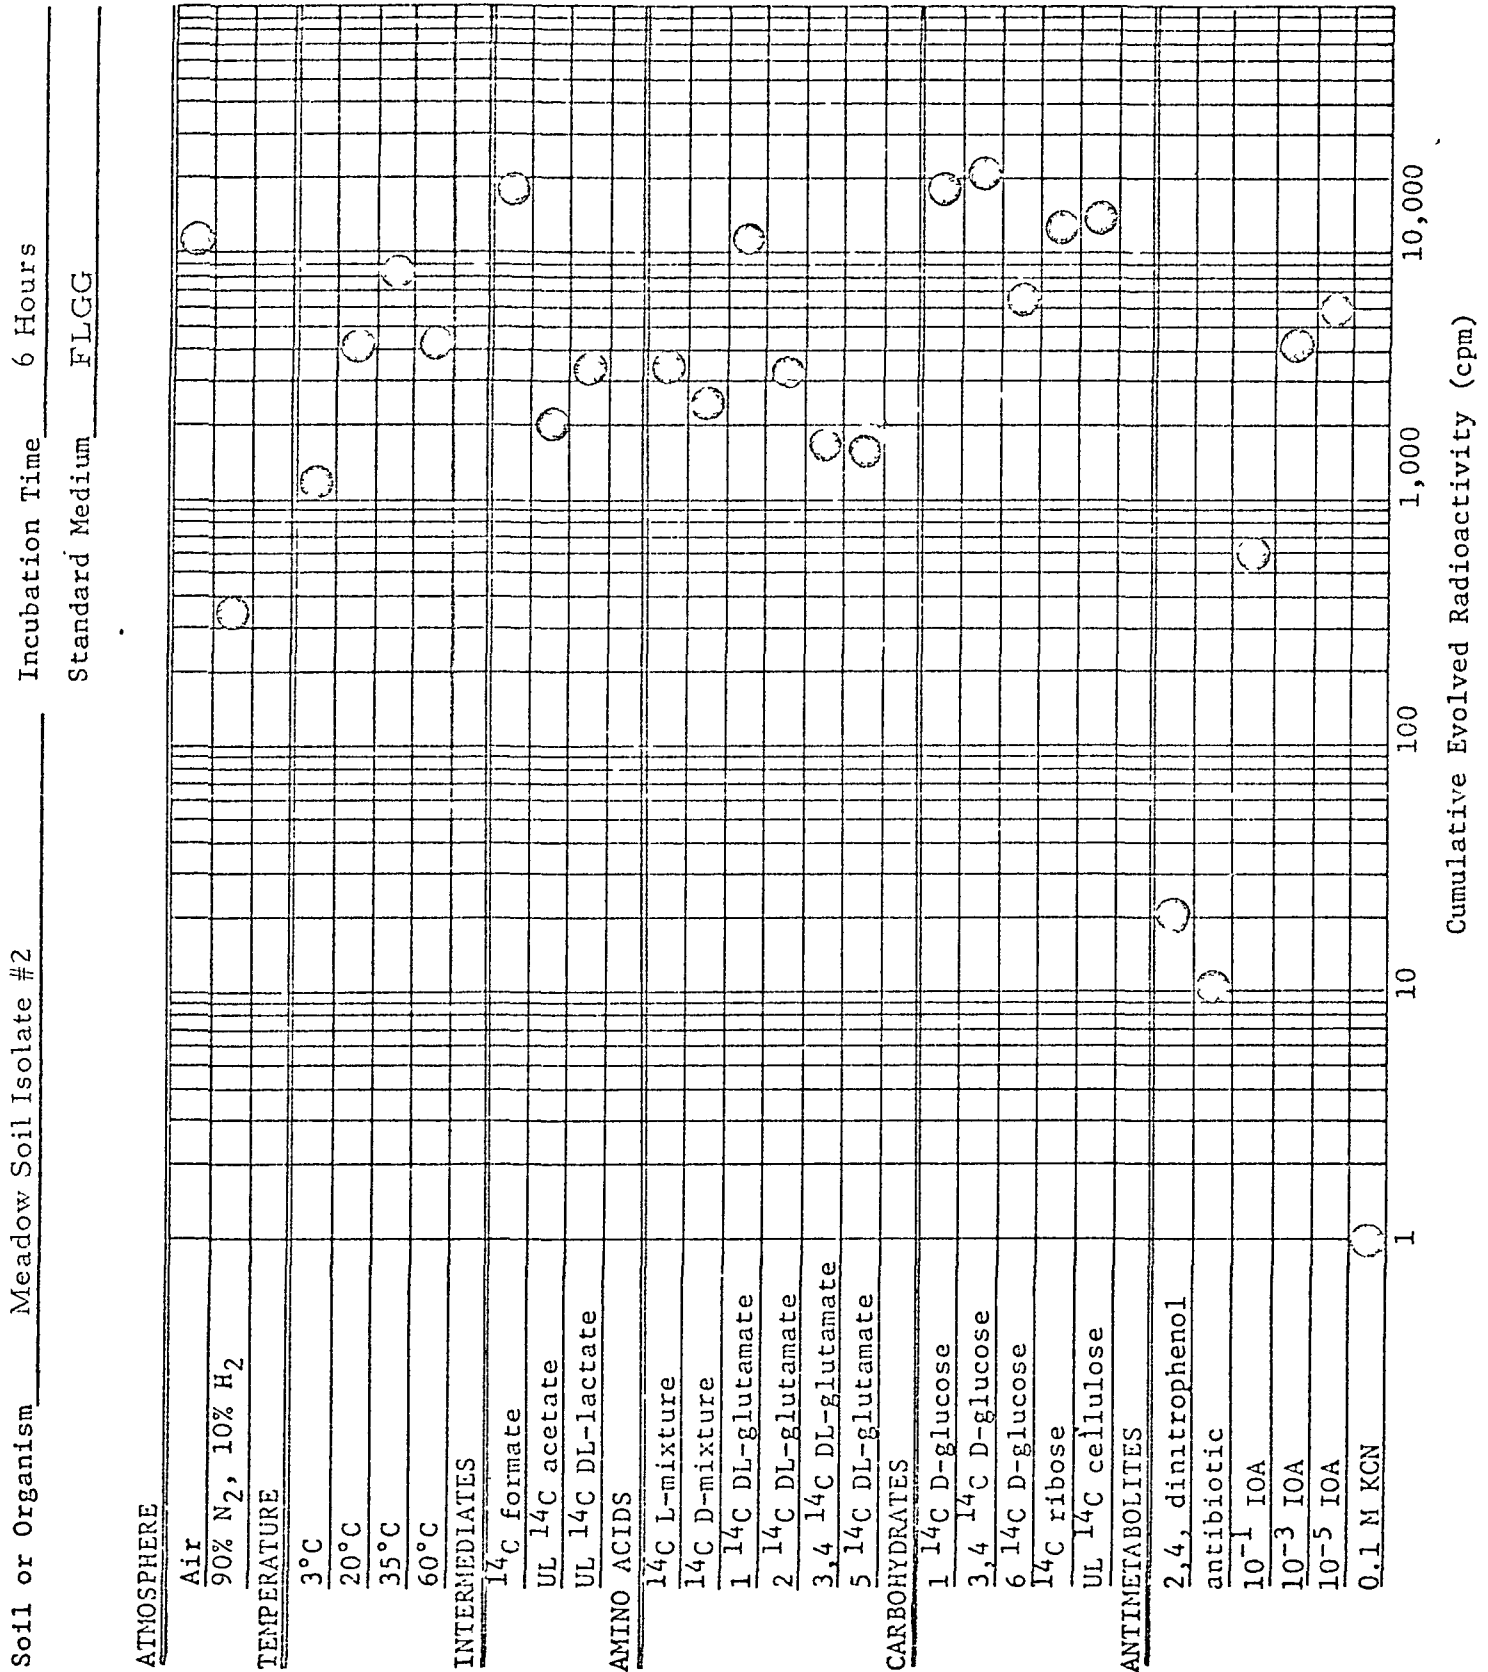 Soil or Organism Meadow Soil Isolate #2 Incubation Time 6 Hours
Standard Medium FLGG
ATMOSPHERE
Air
90% N2, 10% H2
TEMPERATURE
3°C
20°C
35°C
60°C
INTERMEDIATES
14C formate
UL 14C acetate
UL 14C DL-lactate
AMINO ACIDS
14C L-mixture
14C D-mixture
1 14C DL-glutamate
2 14C DL-glutamate
3,4 14C DL-glutamate
5 14C DL-glutamate
CARBOHYDRATES
1 14C D-glucose
3,4 14C D-glucose
6 14C D-glucose
14C ribose
UL 14C cellulose
ANTIMETABOLITES
2,4, dinitrophenol
antibiotic
10-1 IOA
10-3 IOA
10-5 IOA
0.1 M KCN
1 10 100 1,000 10,000
Cumulative Evolved Radioactivity (cpm)